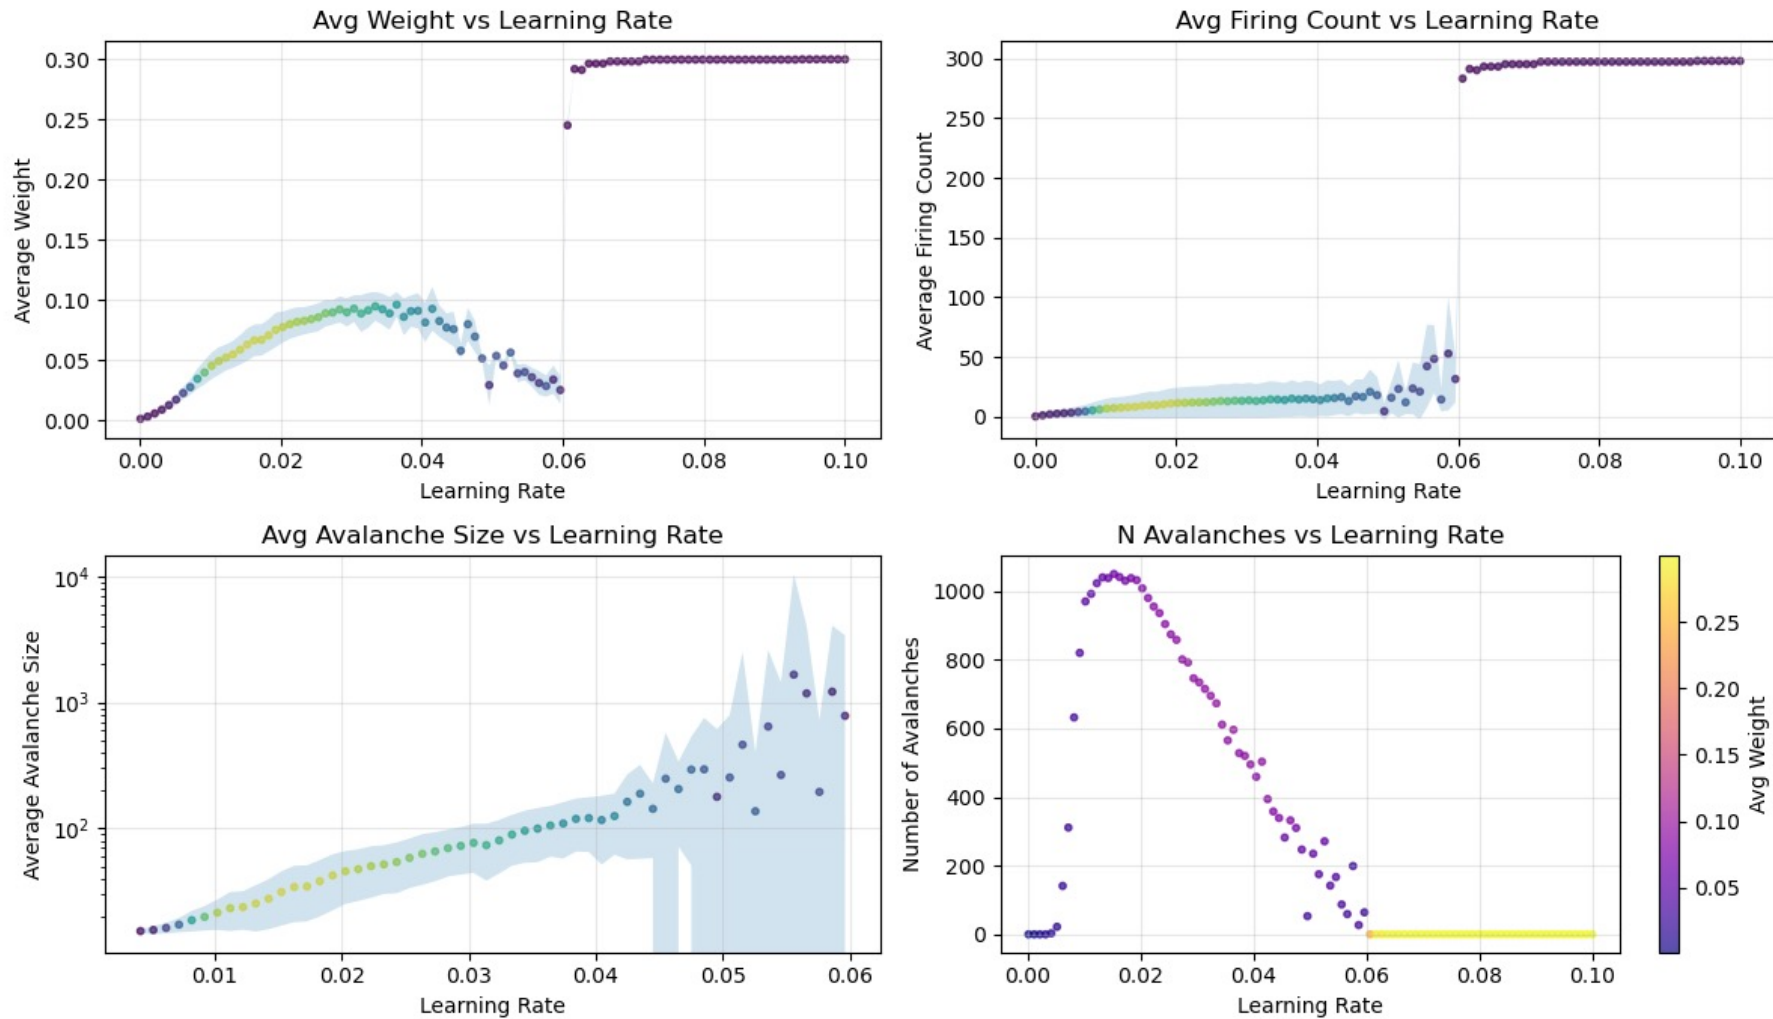 Avg Weight vs Learning Rate
0.30
0.25
0.20
0.15
0.10
0.05
0.00
Average Weight
0.00 0.02 0.04 0.06 0.08 0.10
Learning Rate
Avg Firing Count vs Learning Rate
300
250
200
150
100
50
0
Average Firing Count
0.00 0.02 0.04 0.06 0.08 0.10
Learning Rate
Avg Avalanche Size vs Learning Rate
10⁴
10³
10²
Average Avalanche Size
0.01 0.02 0.03 0.04 0.05 0.06
Learning Rate
N Avalanches vs Learning Rate
1000
800
600
400
200
0
Number of Avalanches
0.00 0.02 0.04 0.06 0.08 0.10
Learning Rate
0.25
0.20
0.15
0.10
0.05
Avg Weight